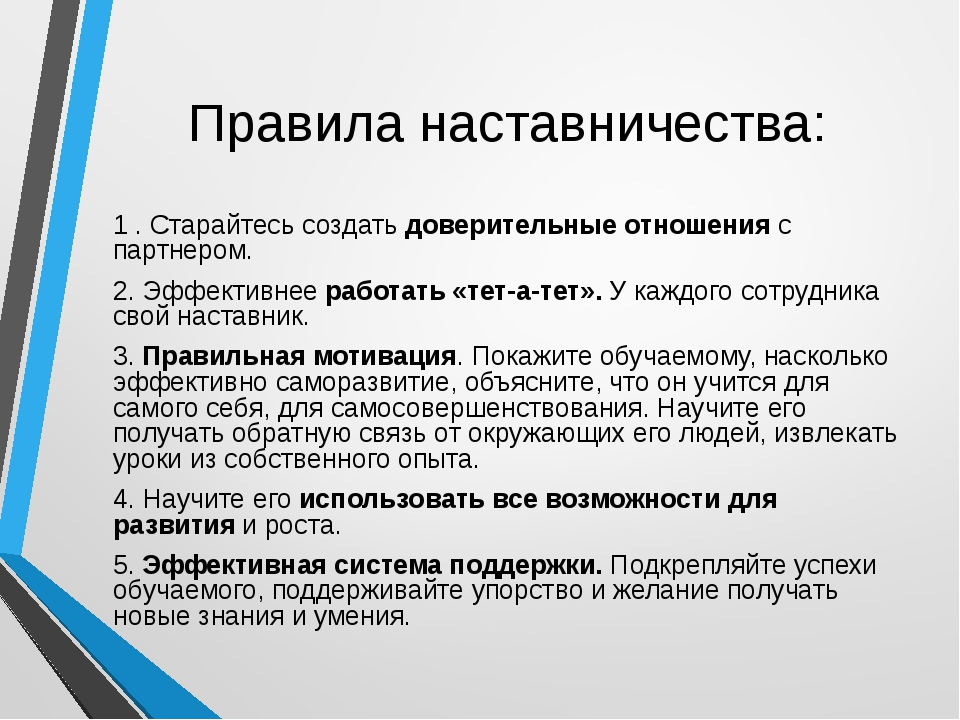 Правила наставничества:
1 . Старайтесь создать доверительные отношения с
партнером.
2. Эффективнее работать «тет-а-тет». У каждого сотрудника
свой наставник.
3. Правильная мотивация. Покажите обучаемому, насколько
эффективно саморазвитие, объясните, что он учится для
самого себя, для самосовершенствования. Научите его
получать обратную связь от окружающих его людей, извлекать
уроки из собственного опыта.
4. Научите его использовать все возможности для
развития и роста.
5. Эффективная система поддержки. Подкрепляйте успехи
обучаемого, поддерживайте упорство и желание получать
новые знания и умения.